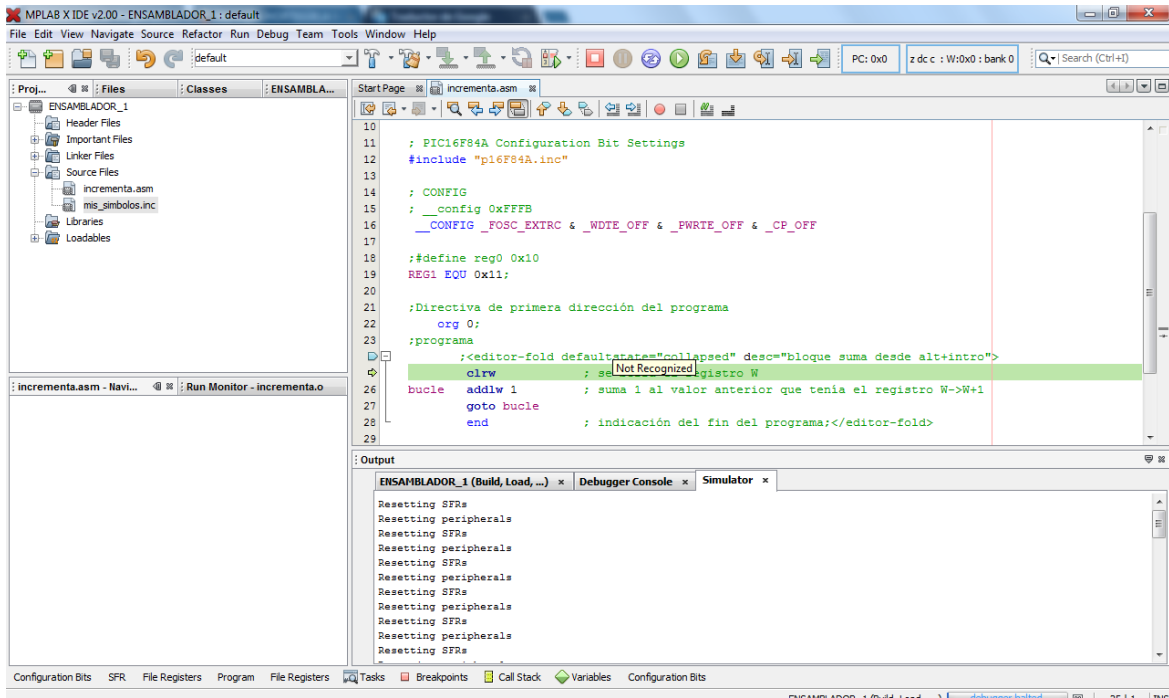 MPLAB X IDE v2.00 - ENSAMBLADOR_1 : default
File Edit View Navigate Source Refactor Run Debug Team Tools Window Help
default
PC: 0x0
z dc c : W:0x0 : bank 0
Search (Ctrl+I)
Proj...
Files
Classes
ENSAMBLA...
ENSAMBLADOR_1
Header Files
Important Files
Linker Files
Source Files
incrementa.asm
mis_simbolos.inc
Libraries
Loadables
incrementa.asm - Navi...
Run Monitor - incrementa.o
Start Page
incrementa.asm
10
11 ; PIC16F84A Configuration Bit Settings
12 #include "p16F84A.inc"
13
14 ; CONFIG
15 ; __config 0xFFFB
16 __CONFIG _FOSC_EXTRC & _WDTE_OFF & _PWRTE_OFF & _CP_OFF
17
18 ;#define reg0 0x10
19 REG1 EQU 0x11;
20
21 ;Directiva de primera dirección del programa
22 org 0;
23 ;programa
;<editor-fold defaultstate="collapsed" desc="bloque suma desde alt+intro">
clrw ; W
Not Recognized
26 bucle addlw 1 ; suma 1 al valor anterior que tenía el registro W->W+1
27 goto bucle
28 end ; indicación del fin del programa;</editor-fold>
29
Output
ENSAMBLADOR_1 (Build, Load, ...) × Debugger Console × Simulator ×
Resetting SFRs
Resetting peripherals
Resetting SFRs
Resetting peripherals
Resetting SFRs
Resetting peripherals
Resetting SFRs
Resetting peripherals
Resetting SFRs
Resetting peripherals
Resetting SFRs
Configuration Bits SFR File Registers Program File Registers Tasks Breakpoints Call Stack Variables Configuration Bits